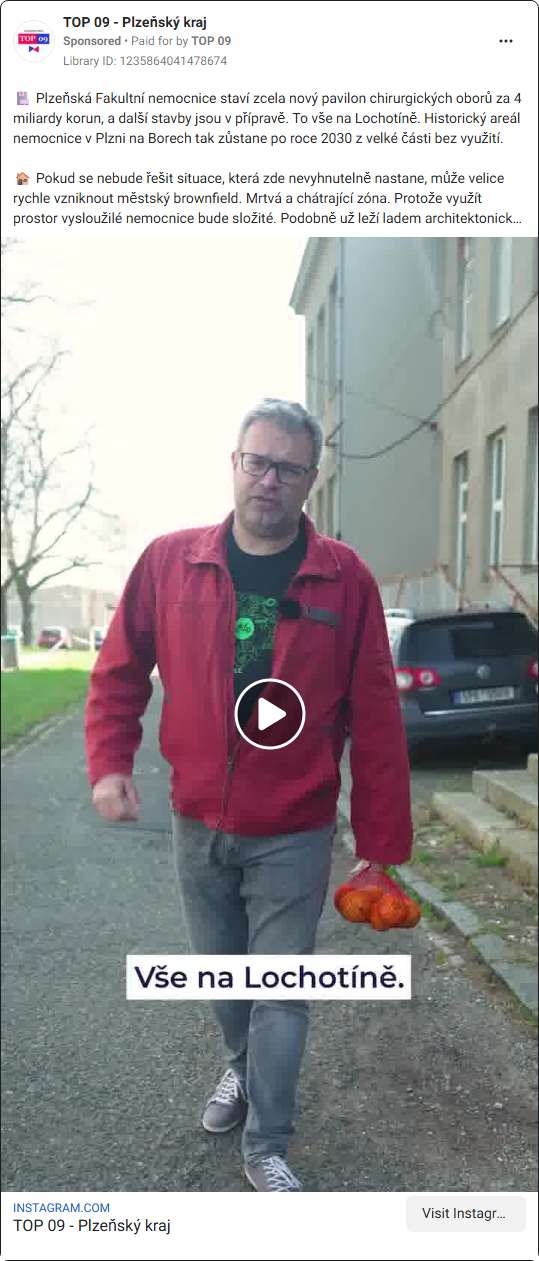 TOP 09 - Plzeňský kraj
Sponsored • Paid for by TOP 09
Library ID: 1235864041478674
TOP 09
Plzeňská Fakultní nemocnice staví zcela nový pavilon chirurgických oborů za 4
miliardy korun, a další stavby jsou v přípravě. To vše na Lochotíně. Historický areál
nemocnice v Plzni na Borech tak zůstane po roce 2030 z velké části bez využití.
Pokud se nebude řešit situace, která zde nevyhnutelně nastane, může velice
rychle vzniknout městský brownfield. Mrtvá a chátrající zóna. Protože využít
prostor vysloužilé nemocnice bude složité. Podobně už leží ladem architektonick…
Vše na Lochotíně.
INSTAGRAM.COM
TOP 09 - Plzeňský kraj
Visit Instagr…